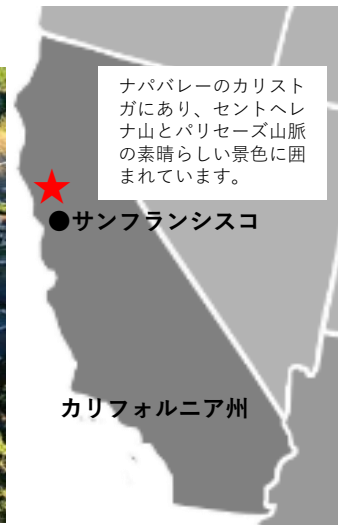 ナパバレーのカリスト
ガにあり、セントヘレ
ナ山とパリセーズ山脈
の素晴らしい景色に囲
まれています。
●サンフランシスコ
カリフォルニア州